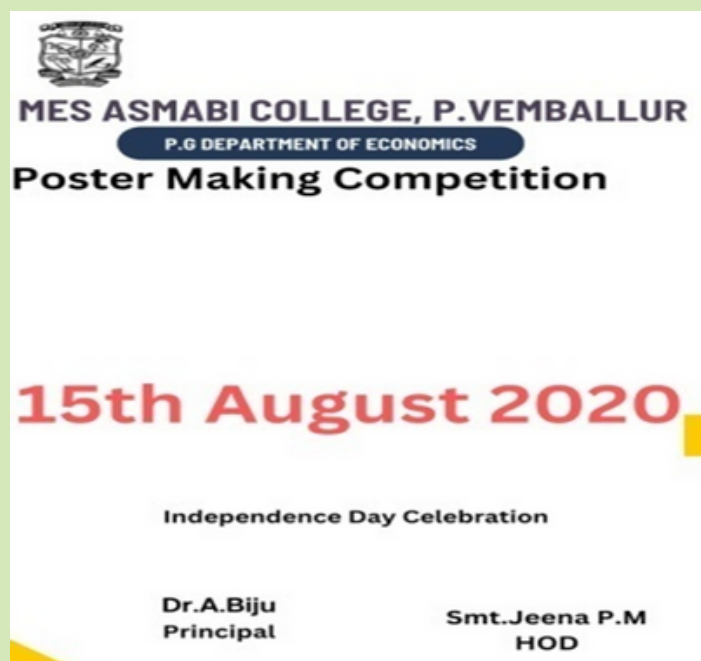 MES ASMABI COLLEGE, P.VEMBALLUR
P.G DEPARTMENT OF ECONOMICS
Poster Making Competition
15th August 2020
Independence Day Celebration
Dr.A.Biju
Principal
Smt.Jeena P.M
HOD